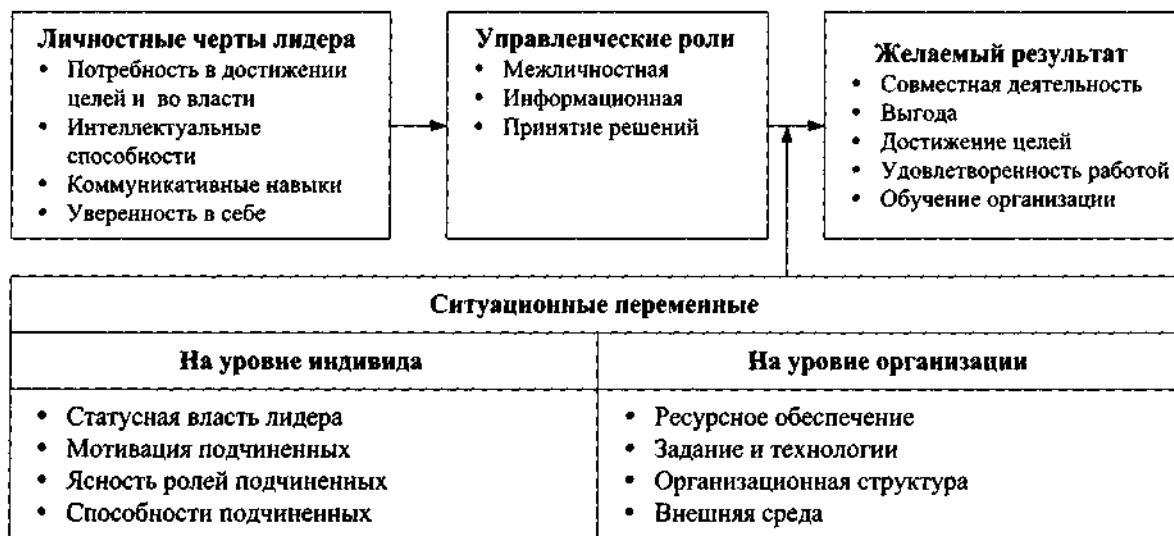 Личностные черты лидера
• Потребность в достижении
целей и во власти
• Интеллектуальные
способности
• Коммуникативные навыки
• Уверенность в себе
Управленческие роли
• Межличностная
• Информационная
• Принятие решений
Желаемый результат
• Совместная деятельность
• Выгода
• Достижение целей
• Удовлетворенность работой
• Обучение организации
Ситуационные переменные
На уровне индивида
• Статусная власть лидера
• Мотивация подчиненных
• Ясность ролей подчиненных
• Способности подчиненных
На уровне организации
• Ресурсное обеспечение
• Задание и технологии
• Организационная структура
• Внешняя среда